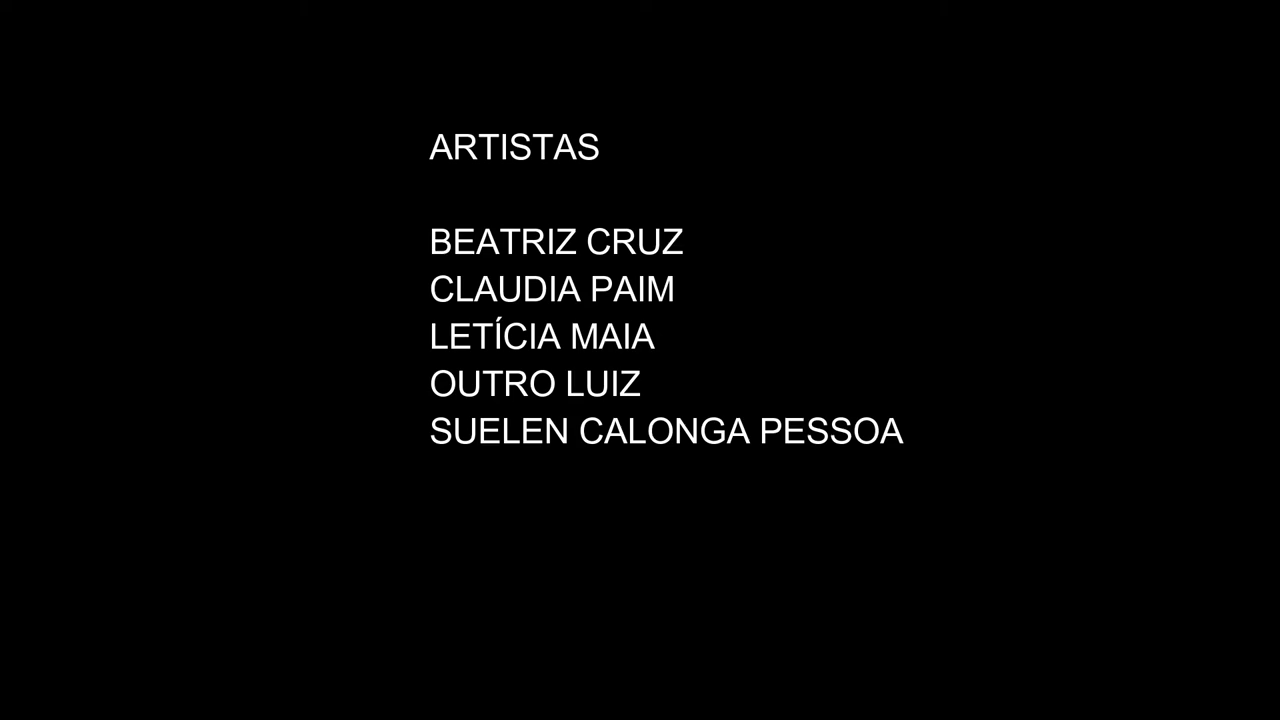 ARTISTAS
BEATRIZ CRUZ
CLAUDIA PAIM
LETÍCIA MAIA
OUTRO LUIZ
SUELEN CALONGA PESSOA